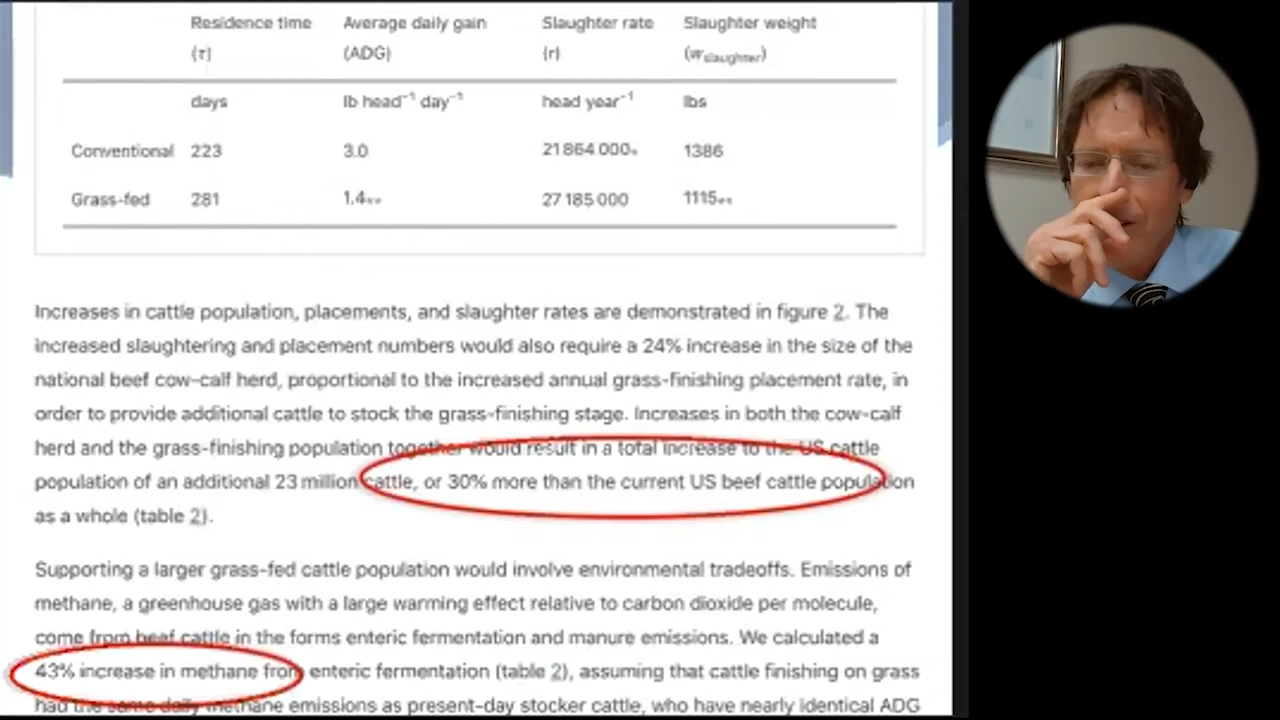 Residence time Average daily gain Slaughter rate Slaughter weight
(τ) (ADG) (r) (w slaughter)
days lb head⁻¹ day⁻¹ head year⁻¹ lbs
Conventional 223 3.0 21 864 000 1386
Grass-fed 281 1.4 27 185 000 1115
Increases in cattle population, placements, and slaughter rates are demonstrated in figure 2. The
increased slaughtering and placement numbers would also require a 24% increase in the size of the
national beef cow–calf herd, proportional to the increased annual grass-finishing placement rate, in
order to provide additional cattle to stock the grass-finishing stage. Increases in both the cow-calf
herd and the grass-finishing population together would result in a total increase to the US cattle
population of an additional 23 million cattle, or 30% more than the current US beef cattle population
as a whole (table 2).
Supporting a larger grass-fed cattle population would involve environmental tradeoffs. Emissions of
methane, a greenhouse gas with a large warming effect relative to carbon dioxide per molecule,
come from beef cattle in the forms enteric fermentation and manure emissions. We calculated a
43% increase in methane from enteric fermentation (table 2), assuming that cattle finishing on grass
had the same daily methane emissions as present-day stocker cattle, who have nearly identical ADG